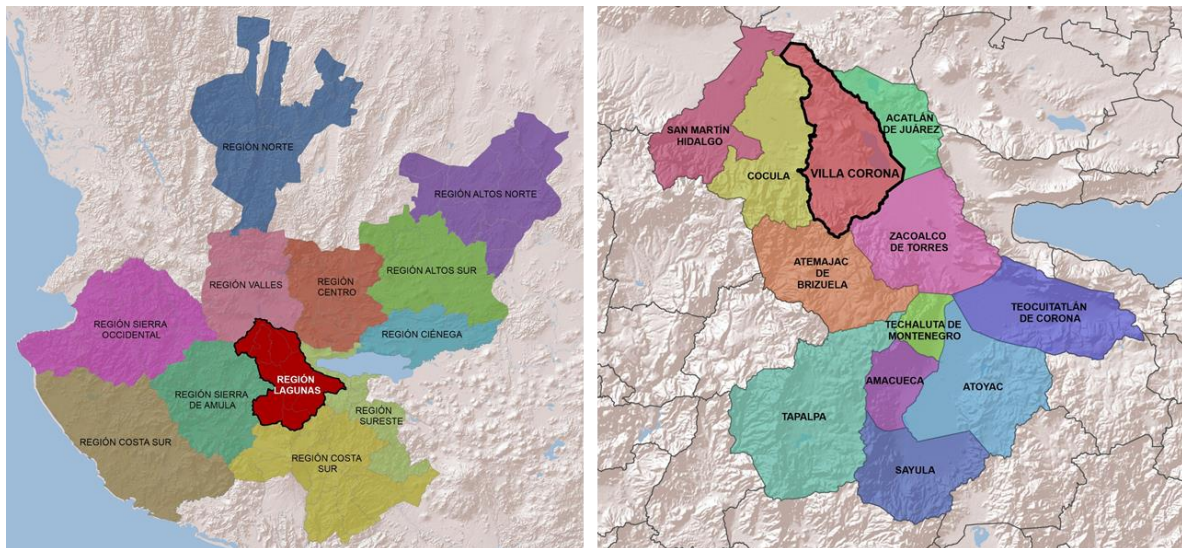 REGIÓN NORTE
REGIÓN ALTOS NORTE
REGIÓN ALTOS SUR
REGIÓN VALLES
REGIÓN
CENTRO
REGIÓN CIÉNEGA
REGIÓN SIERRA
OCCIDENTAL
REGIÓN
LAGUNAS
REGIÓN SIERRA
DE AMULA
REGIÓN
SURESTE
REGIÓN COSTA SUR
REGIÓN COSTA
SUR
SAN MARTÍN
HIDALGO
COCULA
VILLA CORONA
ACATLÁN
DE JUÁREZ
ZACOALCO
DE TORRES
ATEMAJAC
DE
BRIZUELA
TEOCUITATLÁN
DE CORONA
TECHALUTA DE
MONTENEGRO
AMACUECA
ATOYAC
TAPALPA
SAYULA